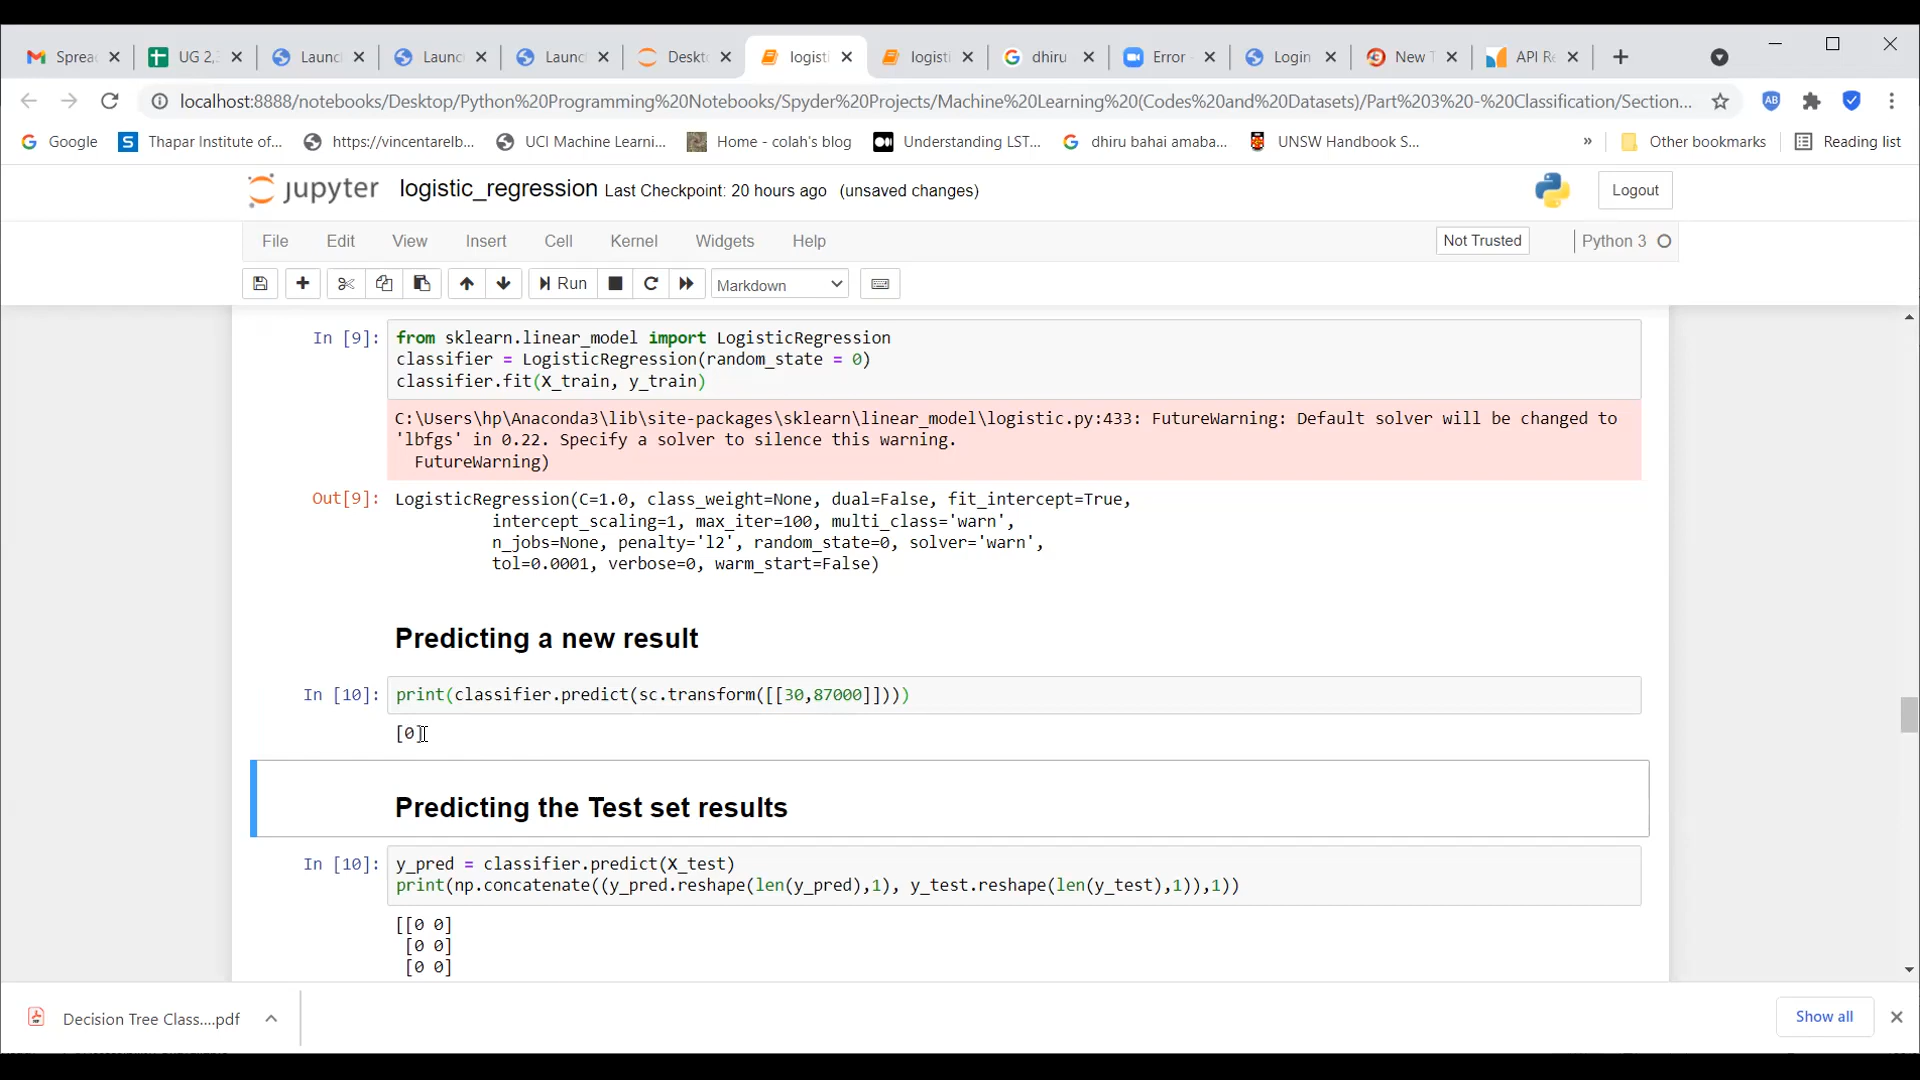 Sprea
UG 2,
Launc
Launc
Launc
Deskt
logisti
logisti
dhiru
Error -
Login
New T
API Re
localhost:8888/notebooks/Desktop/Python%20Programming%20Notebooks/Spyder%20Projects/Machine%20Learning%20(Codes%20and%20Datasets)/Part%203%20-%20Classification/Section...
Google
Thapar Institute of...
https://vincentarelb...
UCI Machine Learni...
Home - colah's blog
Understanding LST...
dhiru bahai amaba...
UNSW Handbook S...
»
Other bookmarks
Reading list
jupyter logistic_regression Last Checkpoint: 20 hours ago (unsaved changes)
Logout
File Edit View Insert Cell Kernel Widgets Help
Not Trusted
Python 3
Run
Markdown
In [9]: from sklearn.linear_model import LogisticRegression
classifier = LogisticRegression(random_state = 0)
classifier.fit(X_train, y_train)
C:\Users\hp\Anaconda3\lib\site-packages\sklearn\linear_model\logistic.py:433: FutureWarning: Default solver will be changed to
'lbfgs' in 0.22. Specify a solver to silence this warning.
FutureWarning)
Out[9]: LogisticRegression(C=1.0, class_weight=None, dual=False, fit_intercept=True,
intercept_scaling=1, max_iter=100, multi_class='warn',
n_jobs=None, penalty='l2', random_state=0, solver='warn',
tol=0.0001, verbose=0, warm_start=False)
Predicting a new result
In [10]: print(classifier.predict(sc.transform([[30,87000]])))
[0]
Predicting the Test set results
In [10]: y_pred = classifier.predict(X_test)
print(np.concatenate((y_pred.reshape(len(y_pred),1), y_test.reshape(len(y_test),1)),1))
[[0 0]
[0 0]
[0 0]
Decision Tree Class....pdf
Show all